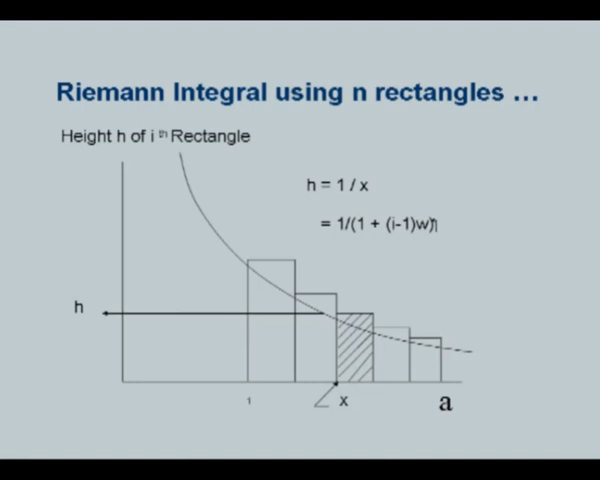 Riemann Integral using n rectangles …
Height h of i th Rectangle
h = 1 / x
= 1/(1 + (i-1)w)
h
1
x
a